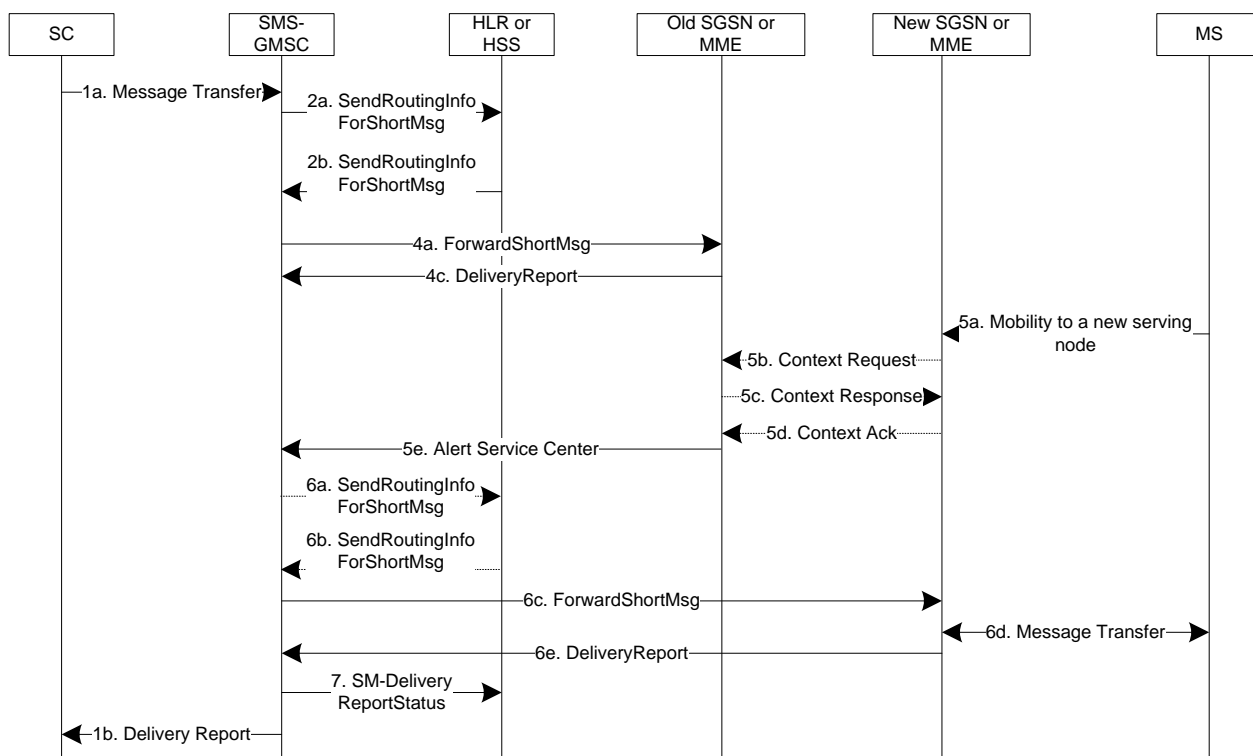 SC
SMS-
GMSC
HLR or
HSS
Old SGSN or
MME
New SGSN or
MME
MS
1a. Message Transfer
2a. SendRoutingInfo
ForShortMsg
2b. SendRoutingInfo
ForShortMsg
4a. ForwardShortMsg
4c. DeliveryReport
5a. Mobility to a new serving
node
5b. Context Request
5c. Context Response
5d. Context Ack
5e. Alert Service Center
6a. SendRoutingInfo
ForShortMsg
6b. SendRoutingInfo
ForShortMsg
6c. ForwardShortMsg
6d. Message Transfer
6e. DeliveryReport
7. SM-Delivery
ReportStatus
1b. Delivery Report